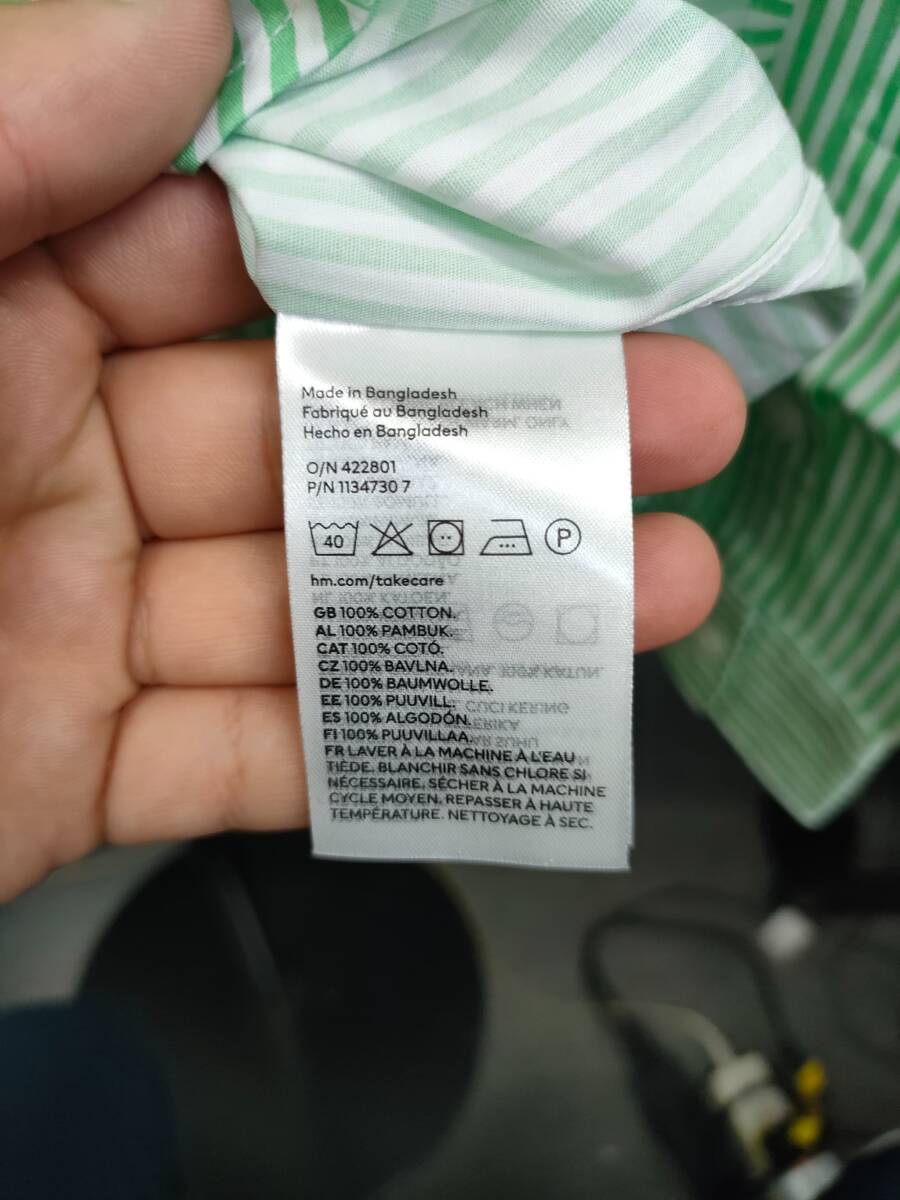 Made in Bangladesh
Fabriqué au Bangladesh
Hecho en Bangladesh
O/N 422801
P/N 1134730 7
40 P
hm.com/takecare
GB 100% COTTON.
AL 100% PAMBUK.
CAT 100% COTÓ.
CZ 100% BAVLNA.
DE 100% BAUMWOLLE.
EE 100% PUUVILL.
ES 100% ALGODÓN.
FI 100% PUUVILLAA.
FR LAVER À LA MACHINE À L'EAU
TIÈDE. BLANCHIR SANS CHLORE SI
NÉCESSAIRE. SÉCHER À LA MACHINE
CYCLE MOYEN. REPASSER À HAUTE
TEMPÉRATURE. NETTOYAGE À SEC.